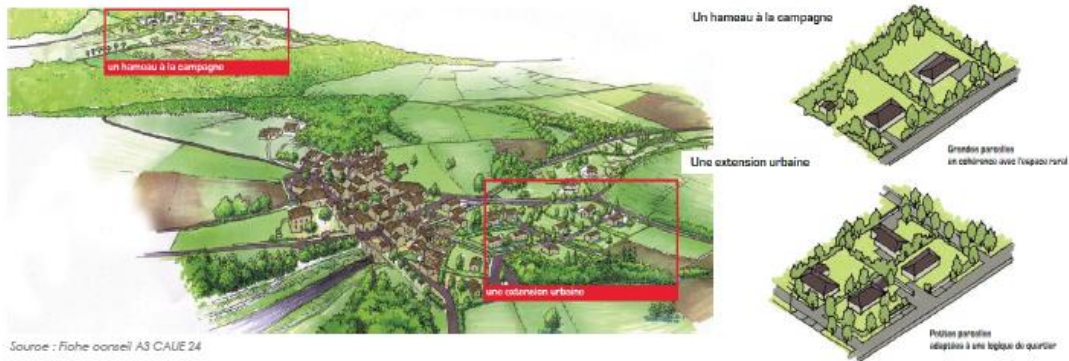 un hameau à la campagne
une extension urbaine
Source : Fiche conseil A3 CAUE 24
Un hameau à la campagne
Grandes parcelles
en cohérence avec l'espace rural
Une extension urbaine
Petites parcelles
adaptées à une logique de quartier